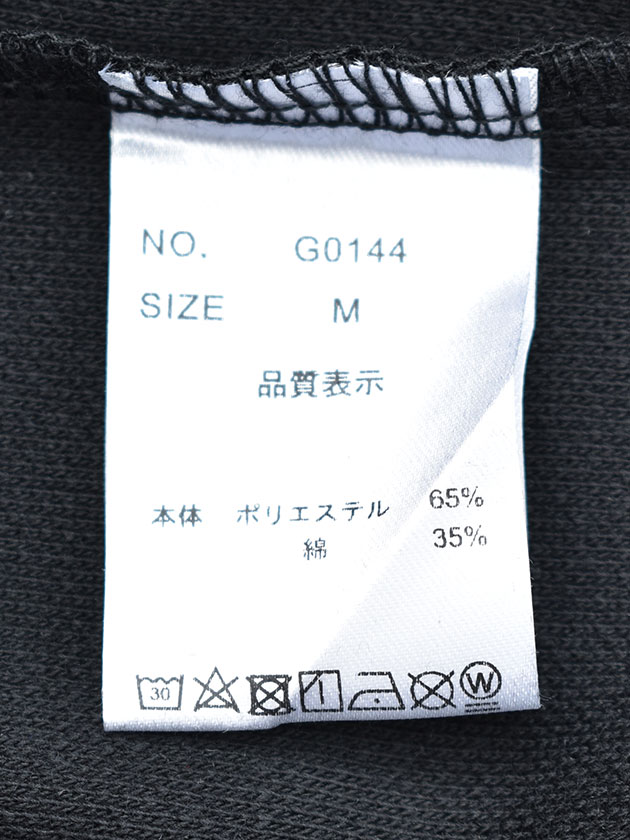 NO. G0144
SIZE M
品質表示
本体 ポリエステル 65%
綿 35%
30 W